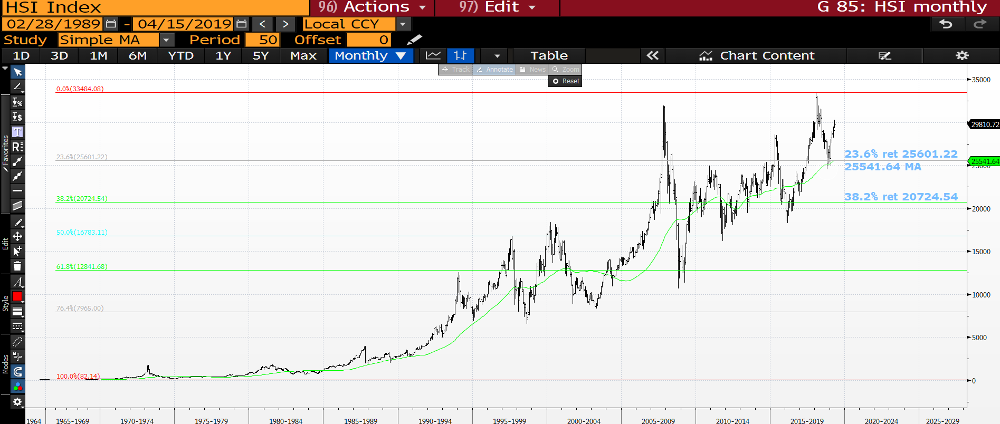 HSI Index 96) Actions 97) Edit G 85: HSI monthly
02/28/1989 - 04/15/2019 < > Local CCY
Study Simple MA Period 50 Offset 0
1D 3D 1M 6M YTD 1Y 5Y Max Monthly Table Chart Content
Track Annotate News Zoom
Reset
35000
0.0%(33484.08)
29810.72
23.6%(25601.22)
23.6% ret 25601.22
25541.64
25000
25541.64 MA
38.2%(20724.54)
38.2% ret 20724.54
20000
50.0%(16783.11)
15000
61.8%(12841.68)
10000
76.4%(7965.00)
5000
100.0%(82.14)
0
Favorites
Edit
Style
Modes
%
$
T
R
A
1964 1965-1969 1970-1974 1975-1979 1980-1984 1985-1989 1990-1994 1995-1999 2000-2004 2005-2009 2010-2014 2015-2019 2020-2024 2025-2029